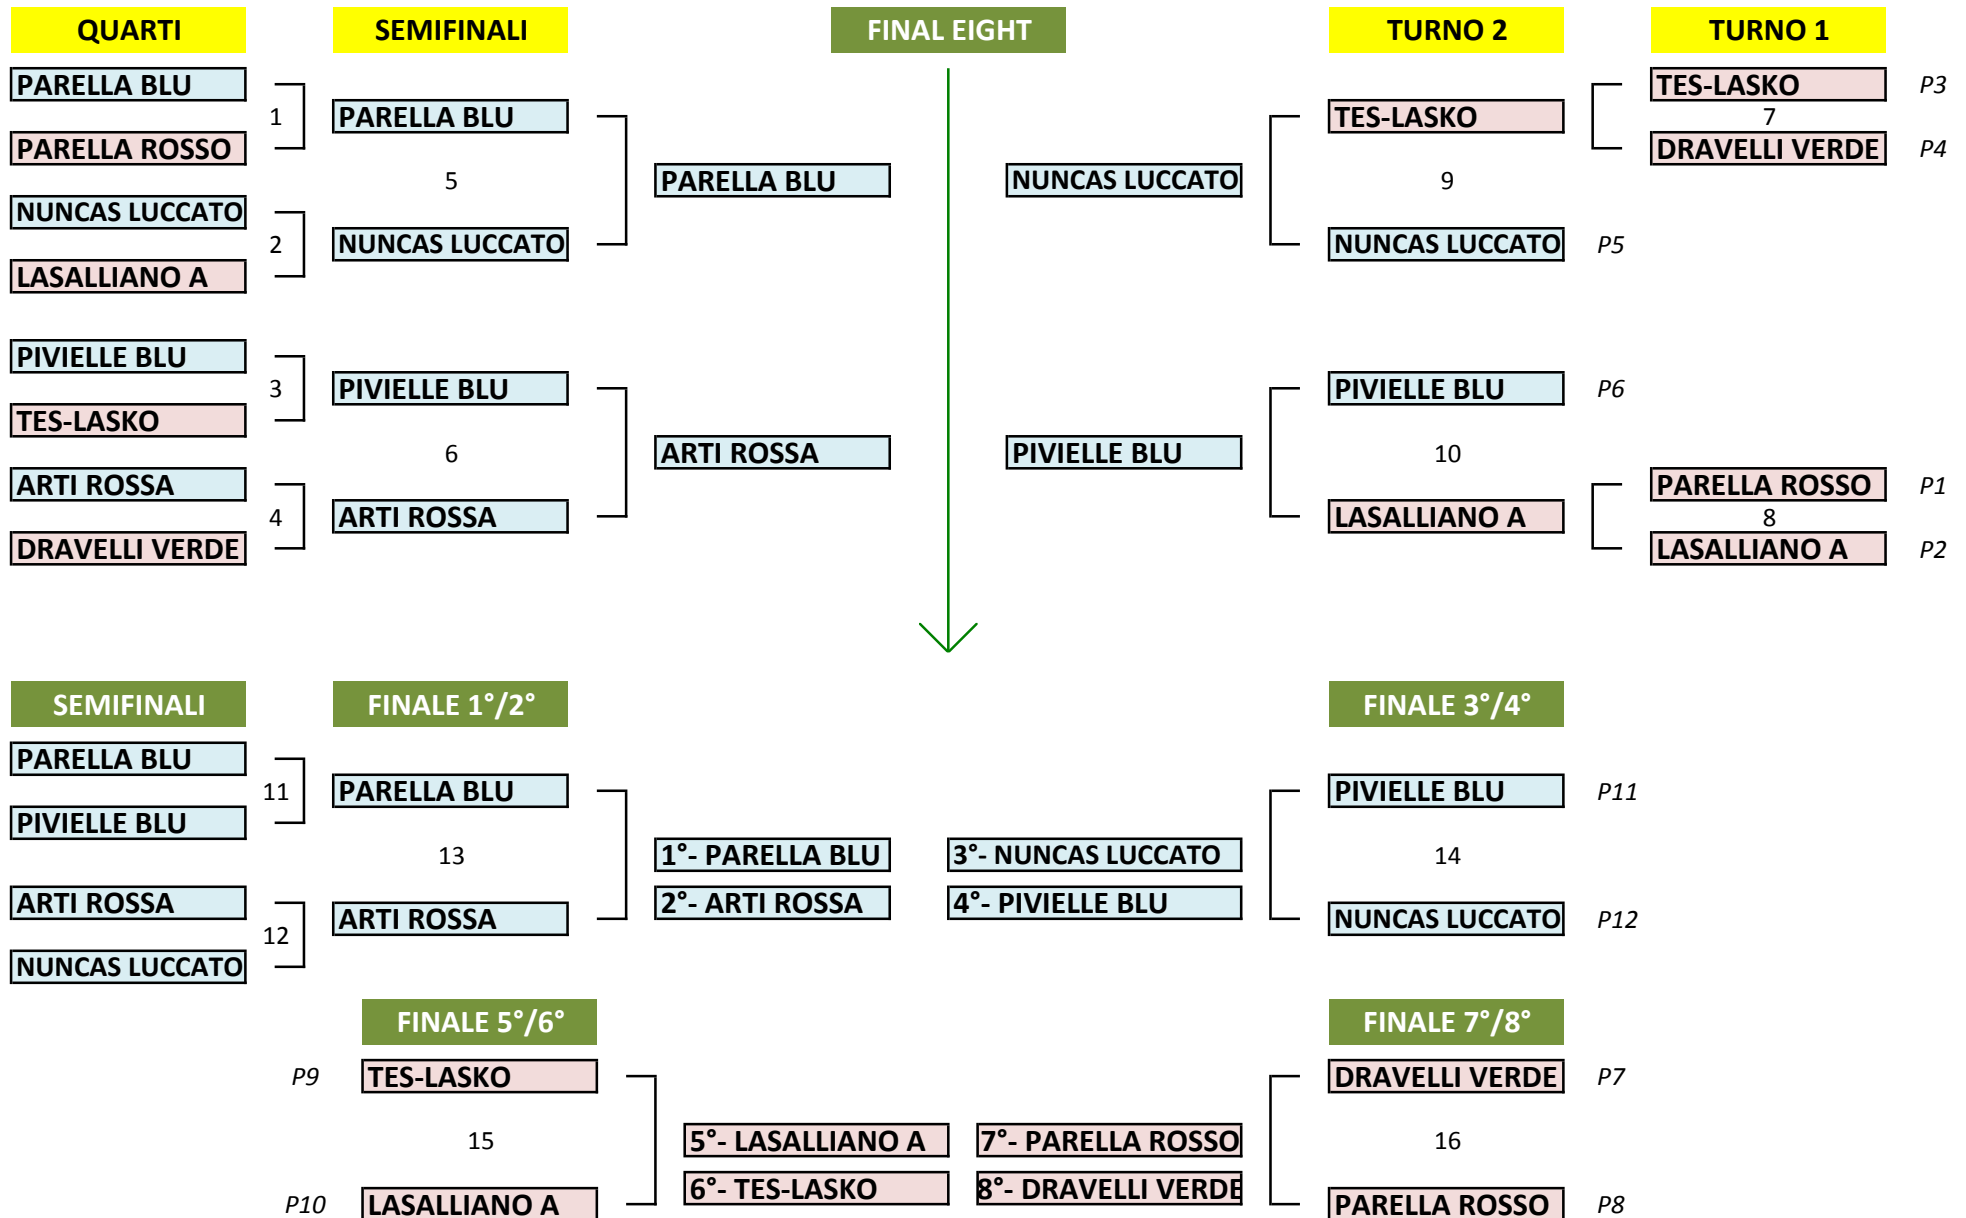 QUARTI SEMIFINALI FINAL EIGHT TURNO 2 TURNO 1
PARELLA BLU TES-LASKO P3
1 PARELLA BLU TES-LASKO 7
PARELLA ROSSO DRAVELLI VERDE P4
5 PARELLA BLU NUNCAS LUCCATO 9
NUNCAS LUCCATO
2 NUNCAS LUCCATO NUNCAS LUCCATO P5
LASALLIANO A
PIVIELLE BLU
3 PIVIELLE BLU PIVIELLE BLU P6
TES-LASKO
6 ARTI ROSSA PIVIELLE BLU 10
ARTI ROSSA PARELLA ROSSO P1
4 ARTI ROSSA LASALLIANO A 8
DRAVELLI VERDE LASALLIANO A P2
SEMIFINALI FINALE 1°/2° FINALE 3°/4°
PARELLA BLU
11 PARELLA BLU PIVIELLE BLU P11
PIVIELLE BLU
13 1°- PARELLA BLU 3°- NUNCAS LUCCATO 14
ARTI ROSSA 2°- ARTI ROSSA 4°- PIVIELLE BLU
12 ARTI ROSSA NUNCAS LUCCATO P12
NUNCAS LUCCATO
FINALE 5°/6° FINALE 7°/8°
P9 TES-LASKO DRAVELLI VERDE P7
15 5°- LASALLIANO A 7°- PARELLA ROSSO 16
6°- TES-LASKO 8°- DRAVELLI VERDE
P10 LASALLIANO A PARELLA ROSSO P8